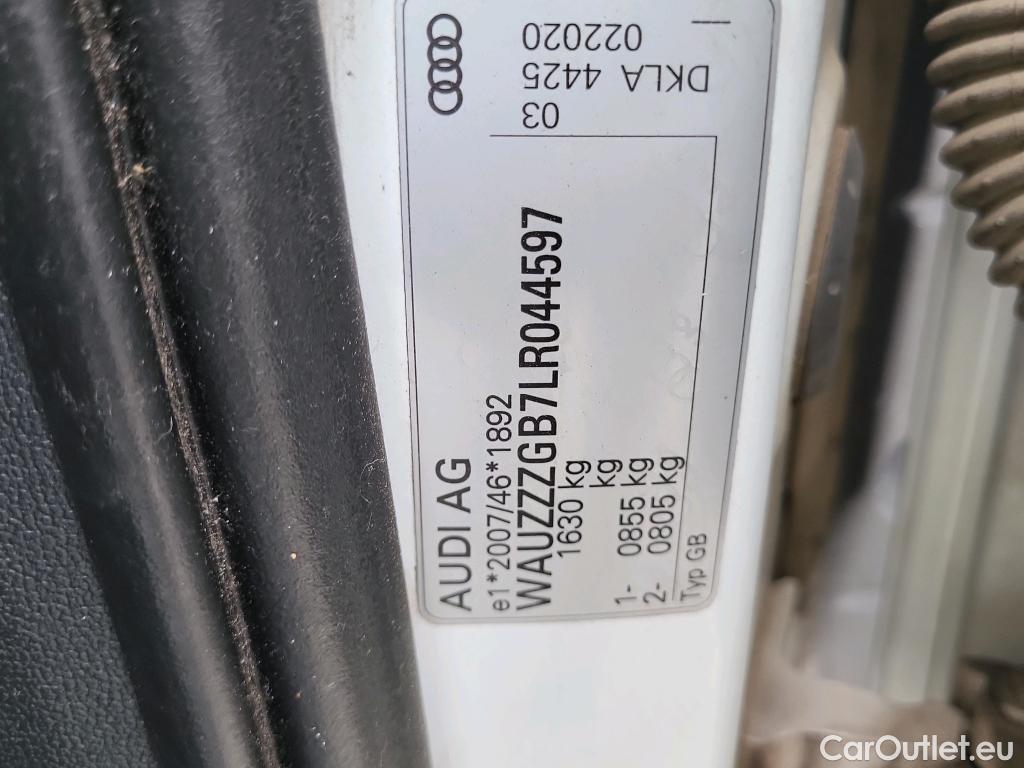 AUDI AG
e1*2007/46*1892
WAUZZZGB7LR044597
1630 kg
kg
1- 0855 kg
2- 0805 kg
Typ GB
03
DKLA 4425
022020
CarOutlet.eu